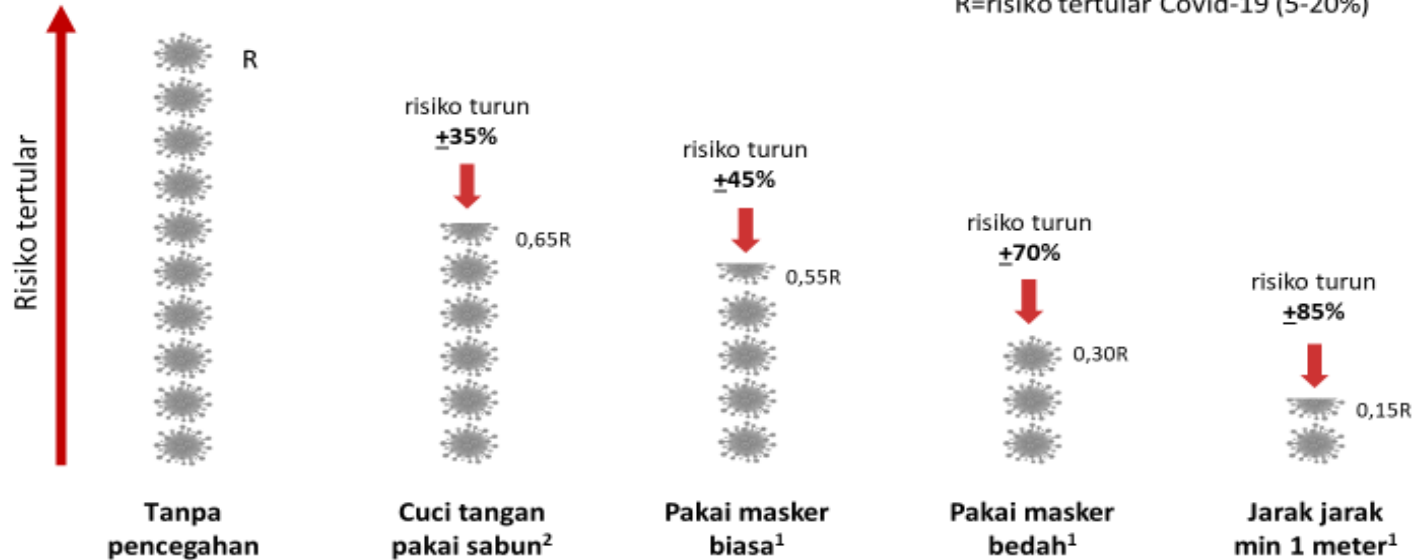 R=risiko tertular Covid-19 (5-20%)
Risiko tertular
R
risiko turun
±35%
0,65R
risiko turun
±45%
0,55R
risiko turun
±70%
0,30R
risiko turun
±85%
0,15R
Tanpa
pencegahan
Cuci tangan
pakai sabun²
Pakai masker
biasa¹
Pakai masker
bedah¹
Jarak jarak
min 1 meter¹